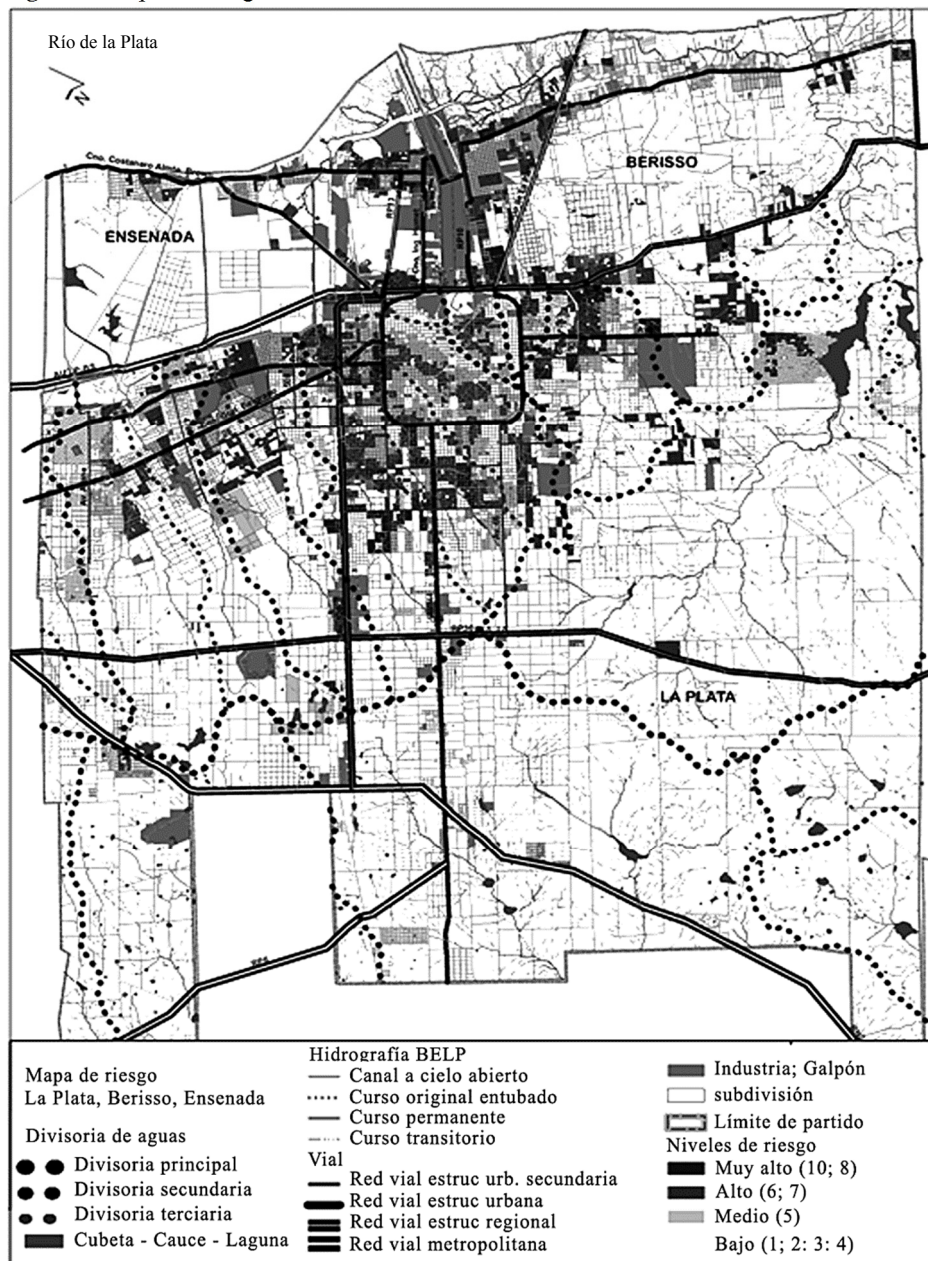 Río de la Plata
N
Cno. Costanero Almte.
BERISSO
ENSENADA
RP10
LA PLATA
Mapa de riesgo
La Plata, Berisso, Ensenada
Divisoria de aguas
Divisoria principal
Divisoria secundaria
Divisoria terciaria
Cubeta - Cauce - Laguna
Hidrografía BELP
Canal a cielo abierto
Curso original entubado
Curso permanente
Curso transitorio
Vial
Red vial estruc urb. secundaria
Red vial estruc urbana
Red vial estruc regional
Red vial metropolitana
Industria; Galpón
subdivisión
Límite de partido
Niveles de riesgo
Muy alto (10; 8)
Alto (6; 7)
Medio (5)
Bajo (1; 2: 3: 4)